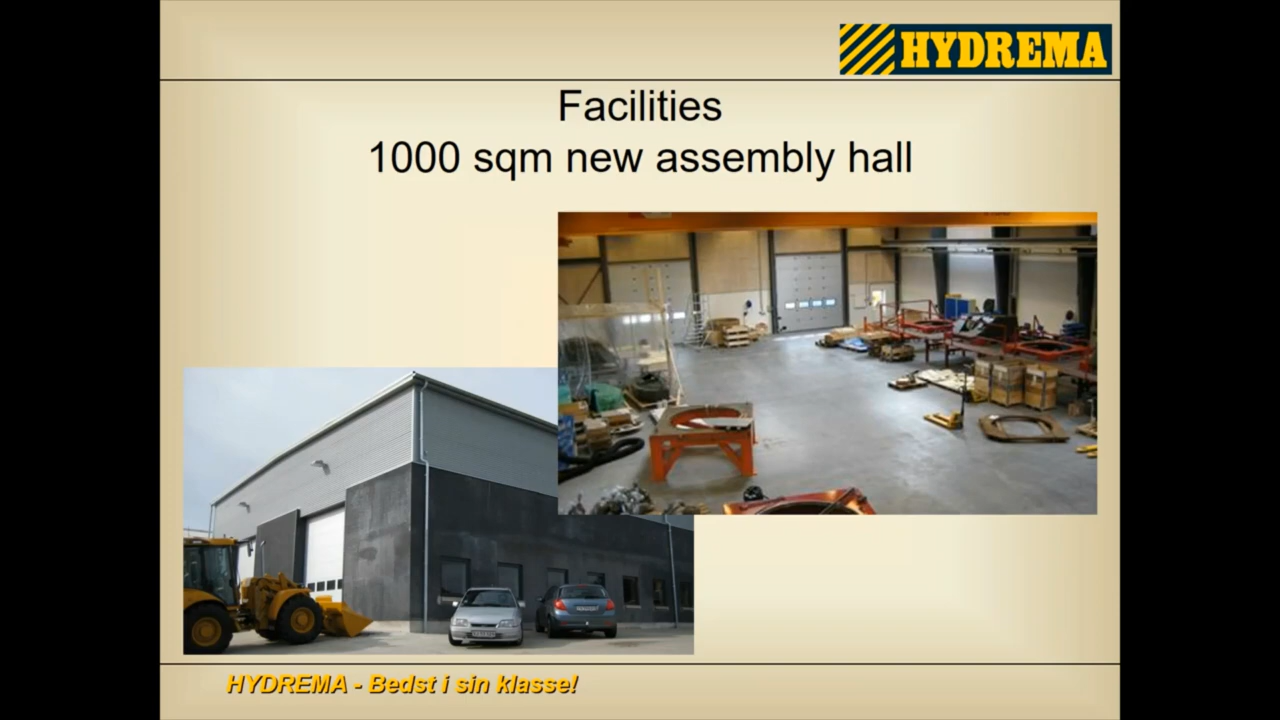 HYDREMA
Facilities
1000 sqm new assembly hall
HYDREMA - Bedst i sin klasse!